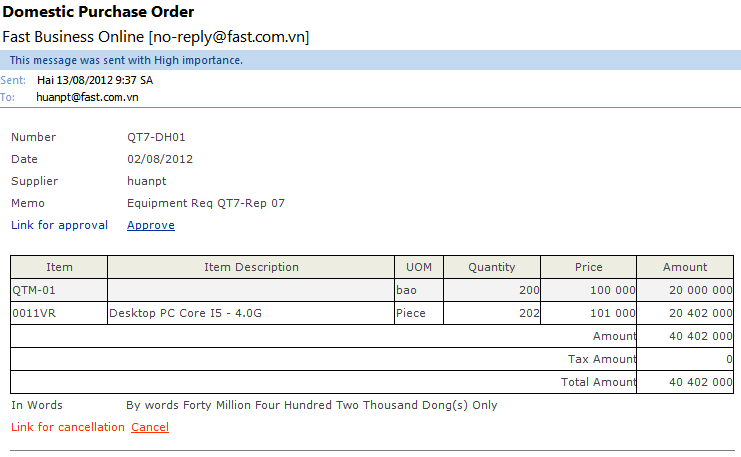 Domestic Purchase Order
Fast Business Online [no-reply@fast.com.vn]
This message was sent with High importance.
Sent: Hai 13/08/2012 9:37 SA
To: huanpt@fast.com.vn
Number QT7-DH01
Date 02/08/2012
Supplier huanpt
Memo Equipment Req QT7-Rep 07
Link for approval Approve
Item Item Description UOM Quantity Price Amount
QTM-01 bao 200 100 000 20 000 000
0011VR Desktop PC Core I5 - 4.0G Piece 202 101 000 20 402 000
Amount 40 402 000
Tax Amount 0
Total Amount 40 402 000
In Words By words Forty Million Four Hundred Two Thousand Dong(s) Only
Link for cancellation Cancel